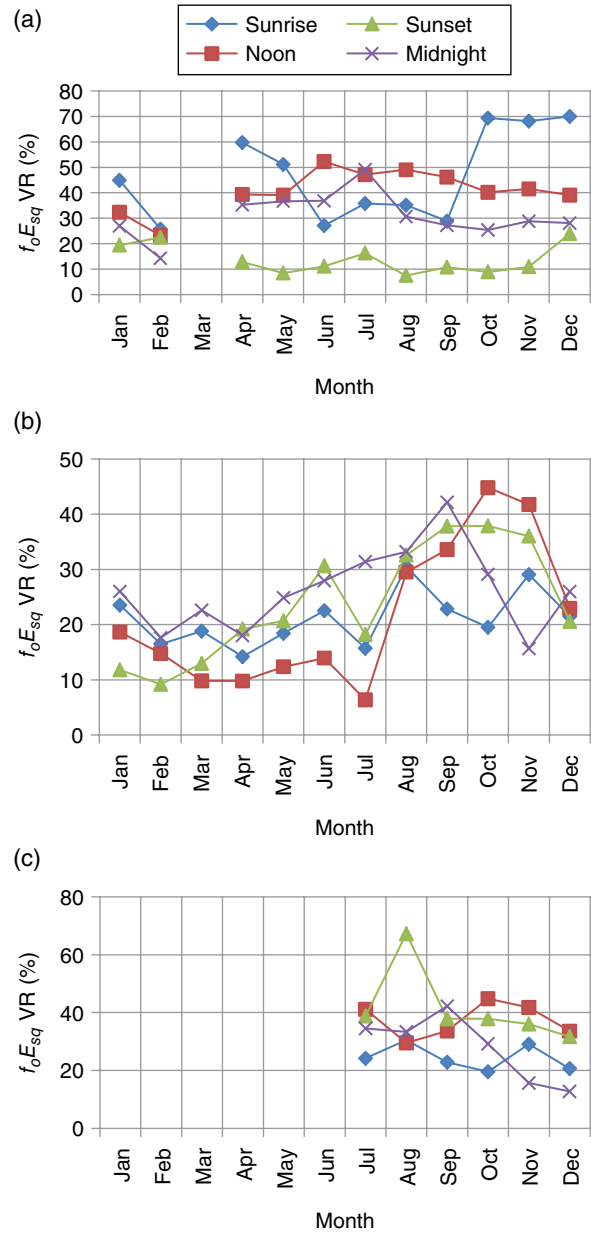 (a)
Sunrise Sunset
Noon Midnight
80
70
60
50
40
30
20
10
0
f_oE_sq VR (%)
Jan Feb Mar Apr May Jun Jul Aug Sep Oct Nov Dec
Month
(b)
50
40
30
20
10
0
f_oE_sq VR (%)
Jan Feb Mar Apr May Jun Jul Aug Sep Oct Nov Dec
Month
(c)
80
60
40
20
0
f_oE_sq VR (%)
Jan Feb Mar Apr May Jun Jul Aug Sep Oct Nov Dec
Month